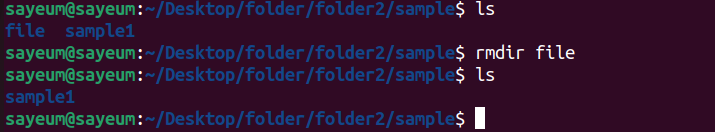 sayeum@sayeum:~/Desktop/folder/folder2/sample$ ls
file  sample1
sayeum@sayeum:~/Desktop/folder/folder2/sample$ rmdir file
sayeum@sayeum:~/Desktop/folder/folder2/sample$ ls
sample1
sayeum@sayeum:~/Desktop/folder/folder2/sample$